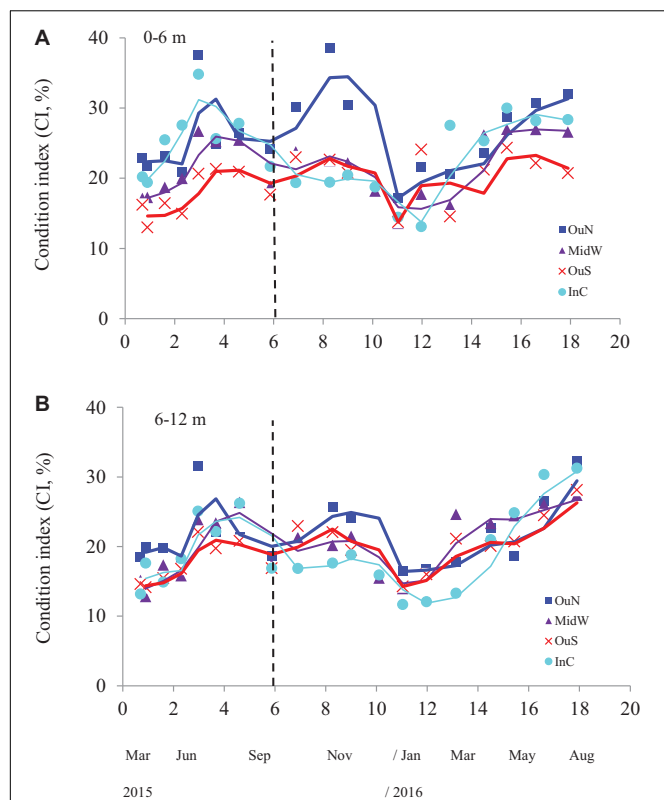 A
0-6 m
40
30
20
10
0
Condition index (CI, %)
OuN
MidW
OuS
InC
0 2 4 6 8 10 12 14 16 18 20
B
6-12 m
40
30
20
10
0
Condition index (CI, %)
OuN
MidW
OuS
InC
0 2 4 6 8 10 12 14 16 18 20
Mar Jun Sep Nov / Jan Mar May Aug
2015 / 2016